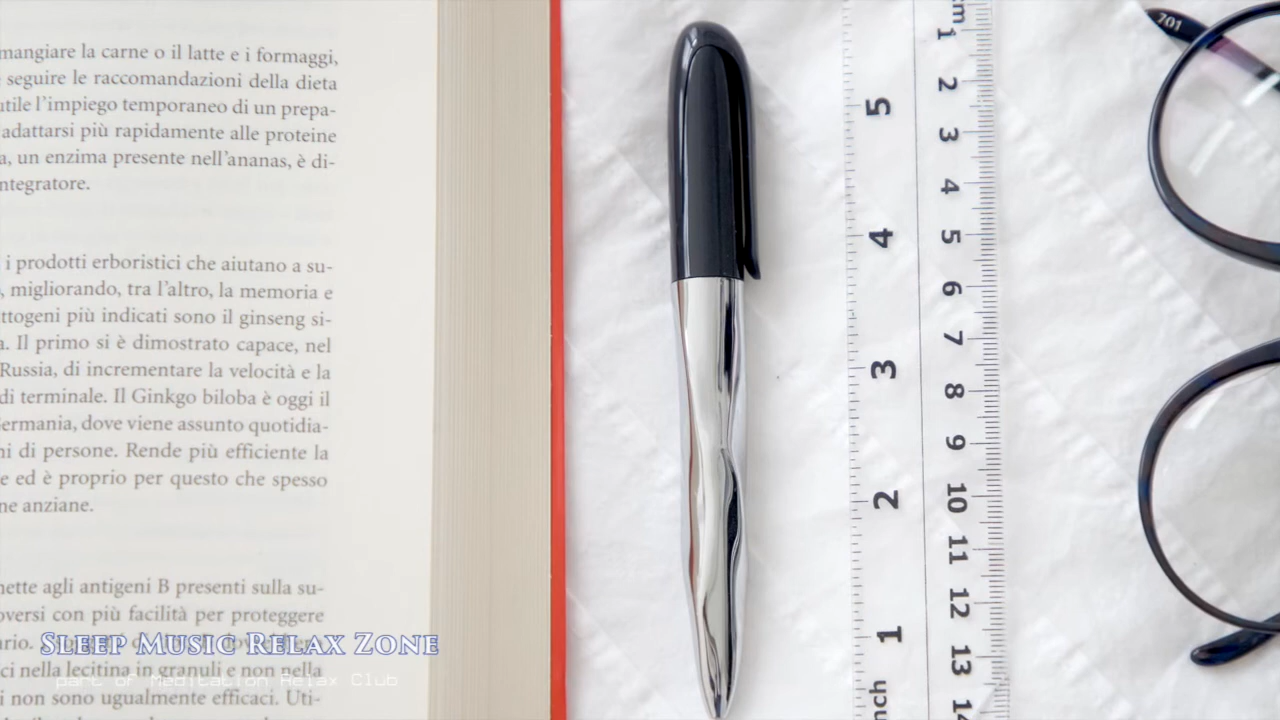 mangiare la carne o il latte e i formaggi,
seguire le raccomandazioni della dieta
utile l'impiego temporaneo di un prepa-
adattarsi più rapidamente alle proteine
a, un enzima presente nell'ananas, è di-
ntegratore.
i prodotti erboristici che aiutano a su-
, migliorando, tra l'altro, la memoria e
ttogeni più indicati sono il ginseng si-
a. Il primo si è dimostrato capace, nel
Russia, di incrementare la velocità e la
di terminale. Il Ginkgo biloba è oggi il
Germania, dove viene assunto quotidia-
ni di persone. Rende più efficiente la
e ed è proprio per questo che spesso
ne anziane.
mette agli antigeni B presenti sulla su-
oversi con più facilità per proteggere
ario.
Sleep Music Relax Zone
ci nella lecitina in granuli e nella
part of Meditation Relax Club
i non sono ugualmente efficaci. Gi-
5
4
3
2
1
nch
cm
1
2
3
4
5
6
7
8
9
10
11
12
13
14
701